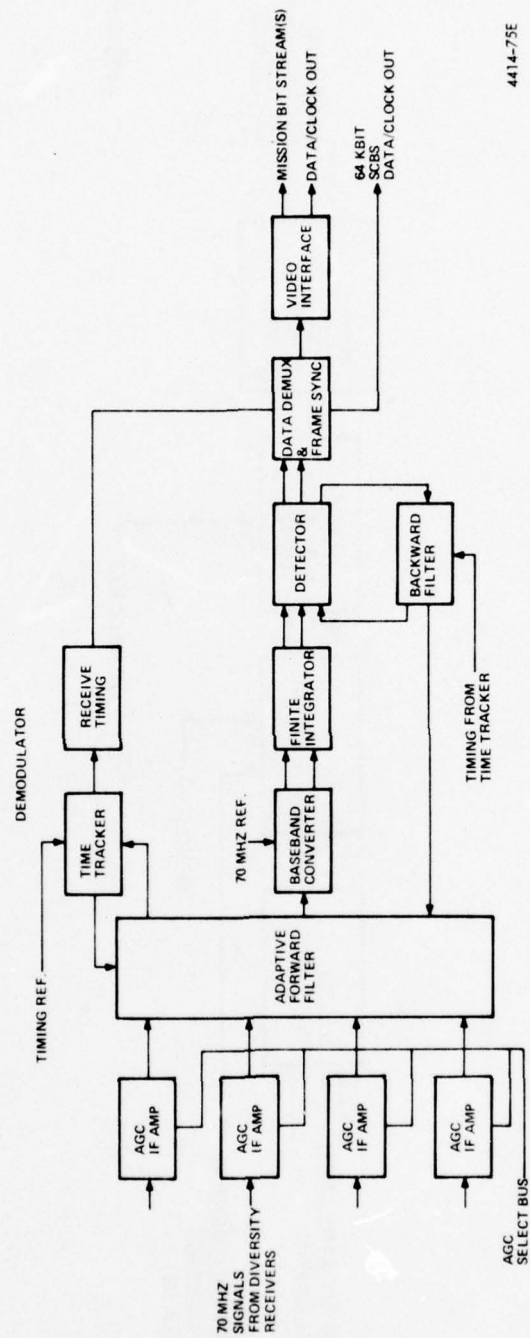 DEMODULATOR
TIMING REF.
TIME
TRACKER
RECEIVE
TIMING
AGC
IF AMP
AGC
IF AMP
AGC
IF AMP
AGC
IF AMP
70 MHZ
SIGNALS
FROM DIVERSITY
RECEIVERS
AGC
SELECT BUS
ADAPTIVE
FORWARD
FILTER
70 MHZ REF.
BASEBAND
CONVERTER
FINITE
INTEGRATOR
DETECTOR
BACKWARD
FILTER
TIMING FROM
TIME TRACKER
DATA DEMUX
&
FRAME SYNC
VIDEO
INTERFACE
MISSION BIT STREAM(S)
DATA/CLOCK OUT
64 KBIT
SCBS
DATA/CLOCK OUT
4414-75E